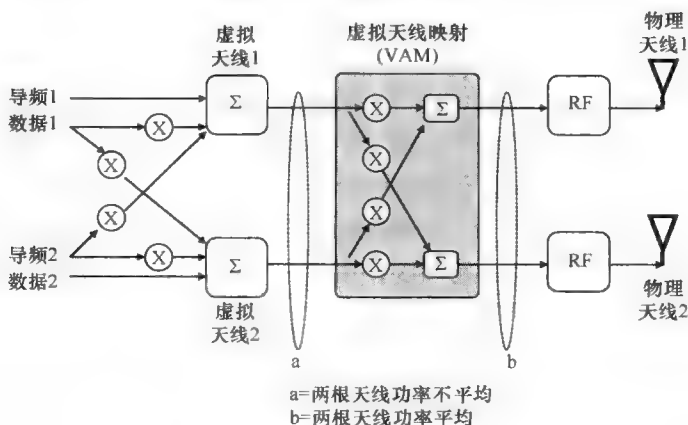 虚拟
天线1
虚拟天线映射
(VAM)
物理
天线1
导频1
数据1
X
Σ
X
Σ
RF
X
X
X
X
导频2
数据2
X
Σ
X
Σ
RF
虚拟
天线2
物理
天线2
a
b
a=两根天线功率不平均
b=两根天线功率平均